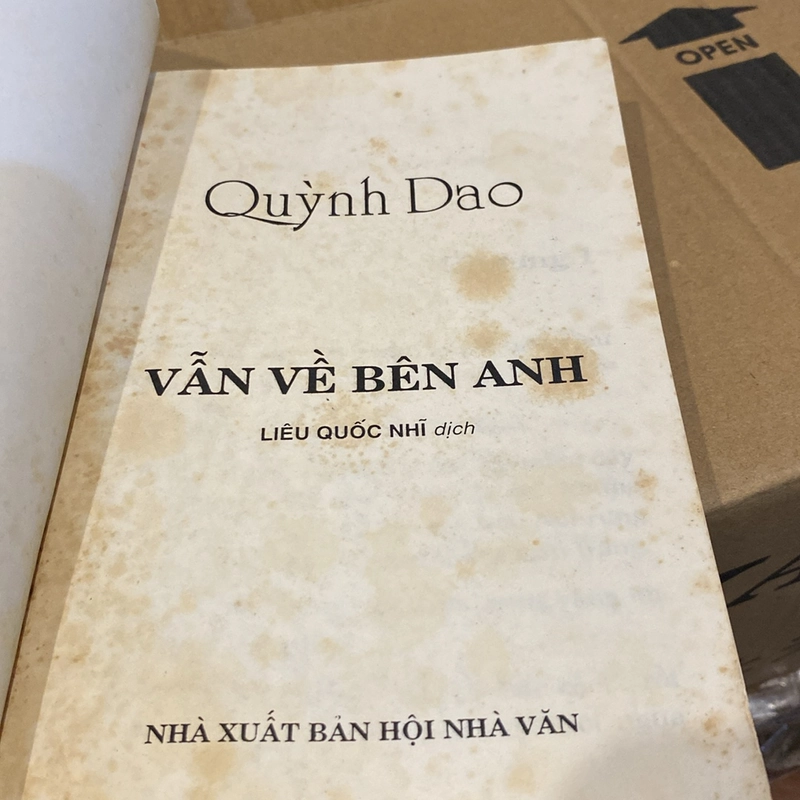 OPEN
Quỳnh Dao
VẪN VỀ BÊN ANH
LIÊU QUỐC NHĨ dịch
NHÀ XUẤT BẢN HỘI NHÀ VĂN